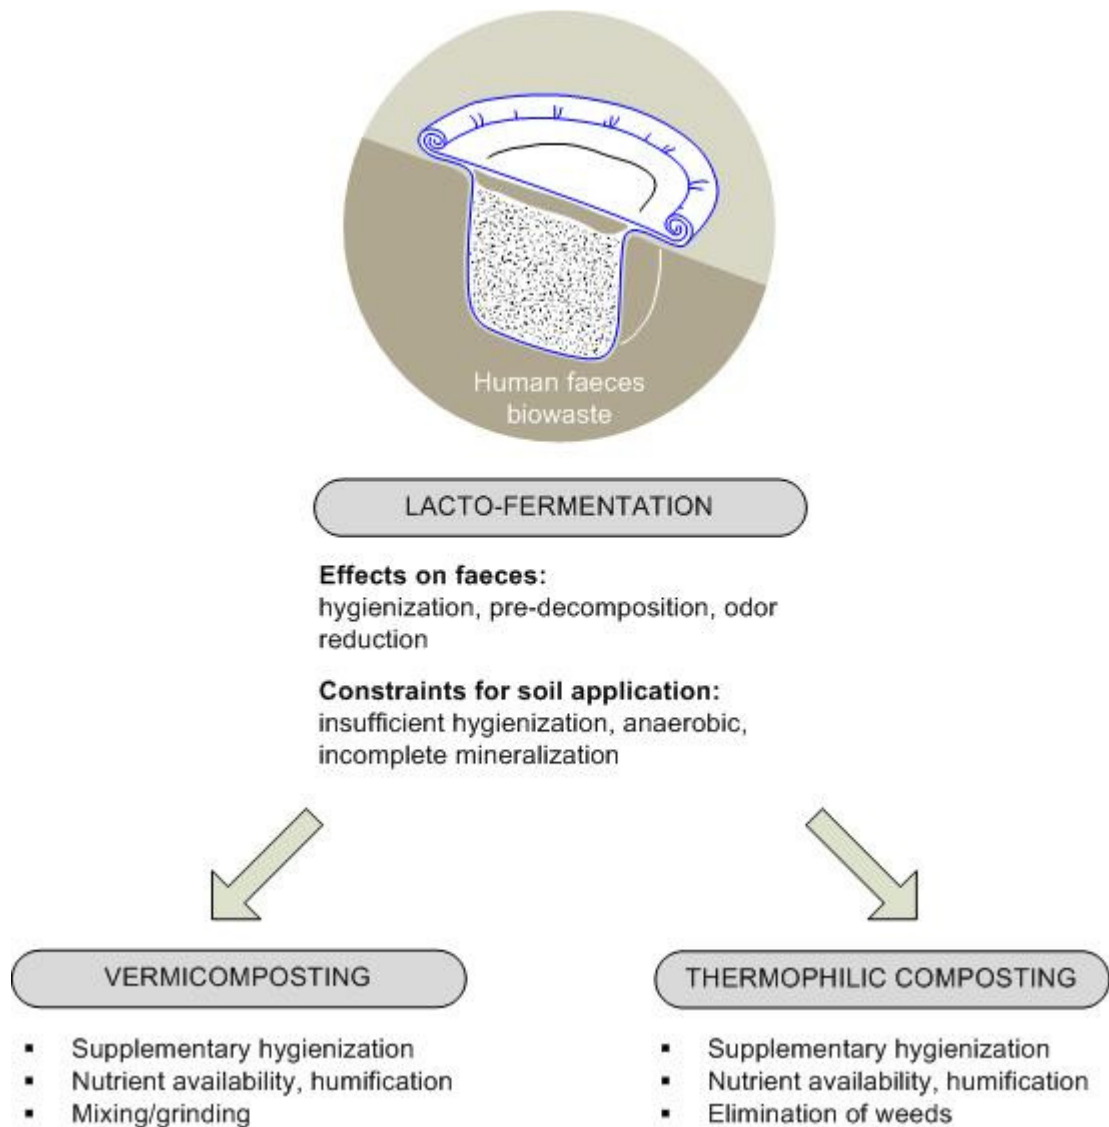 Human faeces
biowaste
LACTO-FERMENTATION
Effects on faeces:
hygienization, pre-decomposition, odor
reduction
Constraints for soil application:
insufficient hygienization, anaerobic,
incomplete mineralization
VERMICOMPOSTING
▪ Supplementary hygienization
▪ Nutrient availability, humification
▪ Mixing/grinding
THERMOPHILIC COMPOSTING
▪ Supplementary hygienization
▪ Nutrient availability, humification
▪ Elimination of weeds